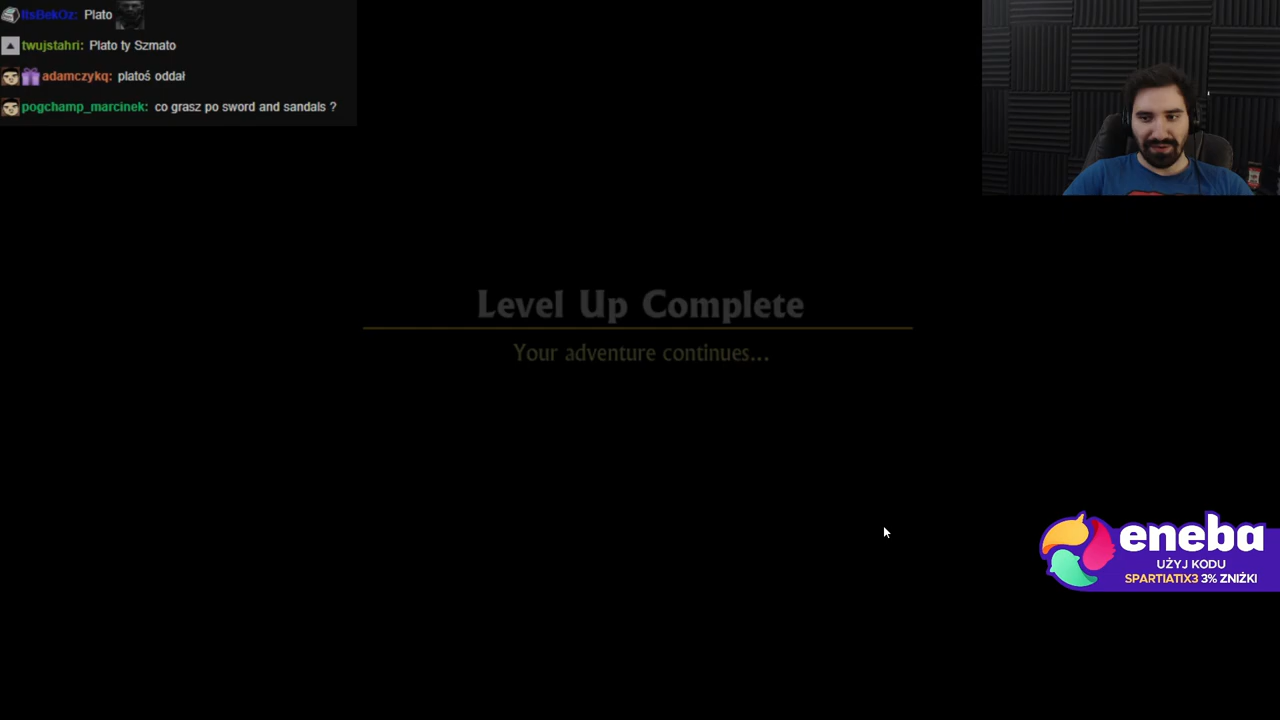 ItsBekOz: Plato
twujstahri: Plato ty Szmato
adamczykq: platoś oddał
pogchamp_marcinek: co grasz po sword and sandals ?
Level Up Complete
Your adventure continues...
eneba
UŻYJ KODU
SPARTIATIX3 3% ZNIŻKI